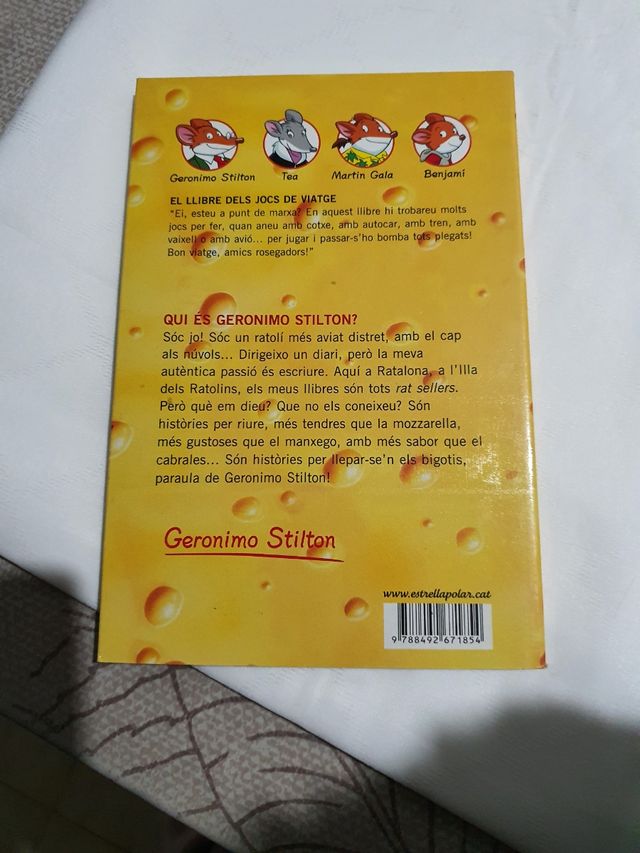 Geronimo Stilton Tea Martin Gala Benjamí
EL LLIBRE DELS JOCS DE VIATGE
"Ei, esteu a punt de marxa? En aquest llibre hi trobareu molts
jocs per fer, quan aneu amb cotxe, amb autocar, amb tren, amb
vaixell o amb avió... per jugar i passar-s'ho bomba tots plegats!
Bon viatge, amics rosegadors!"
QUI ÉS GERONIMO STILTON?
Sóc jo! Sóc un ratolí més aviat distret, amb el cap
als núvols... Dirigeixo un diari, però la meva
autèntica passió és escriure. Aquí a Ratalona, a l'Illa
dels Ratolins, els meus llibres són tots rat sellers.
Però què em dieu? Que no els coneixeu? Són
històries per riure, més tendres que la mozzarella,
més gustoses que el manxego, amb més sabor que el
cabrales... Són històries per llepar-se'n els bigotis,
paraula de Geronimo Stilton!
Geronimo Stilton
www.estrellapolar.cat
9 788492 671854